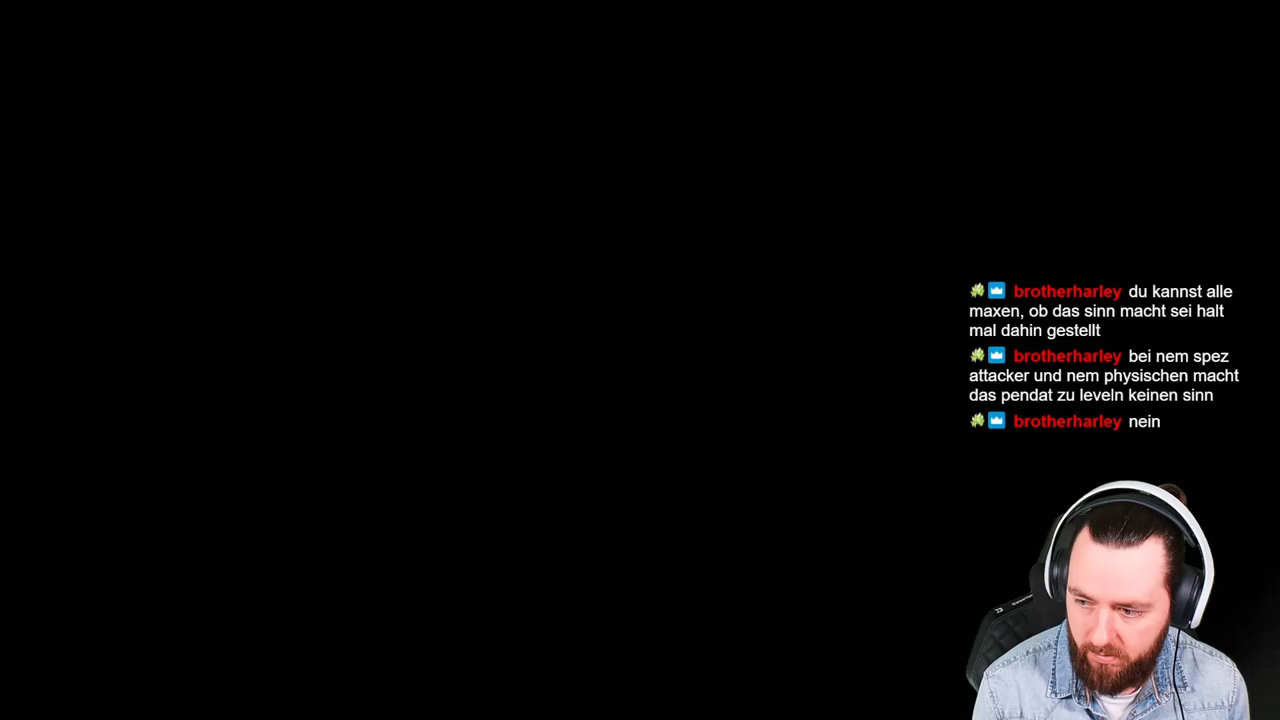 brotherharley du kannst alle
maxen, ob das sinn macht sei halt
mal dahin gestellt
brotherharley bei nem spez
attacker und nem physischen macht
das pendat zu leveln keinen sinn
brotherharley nein